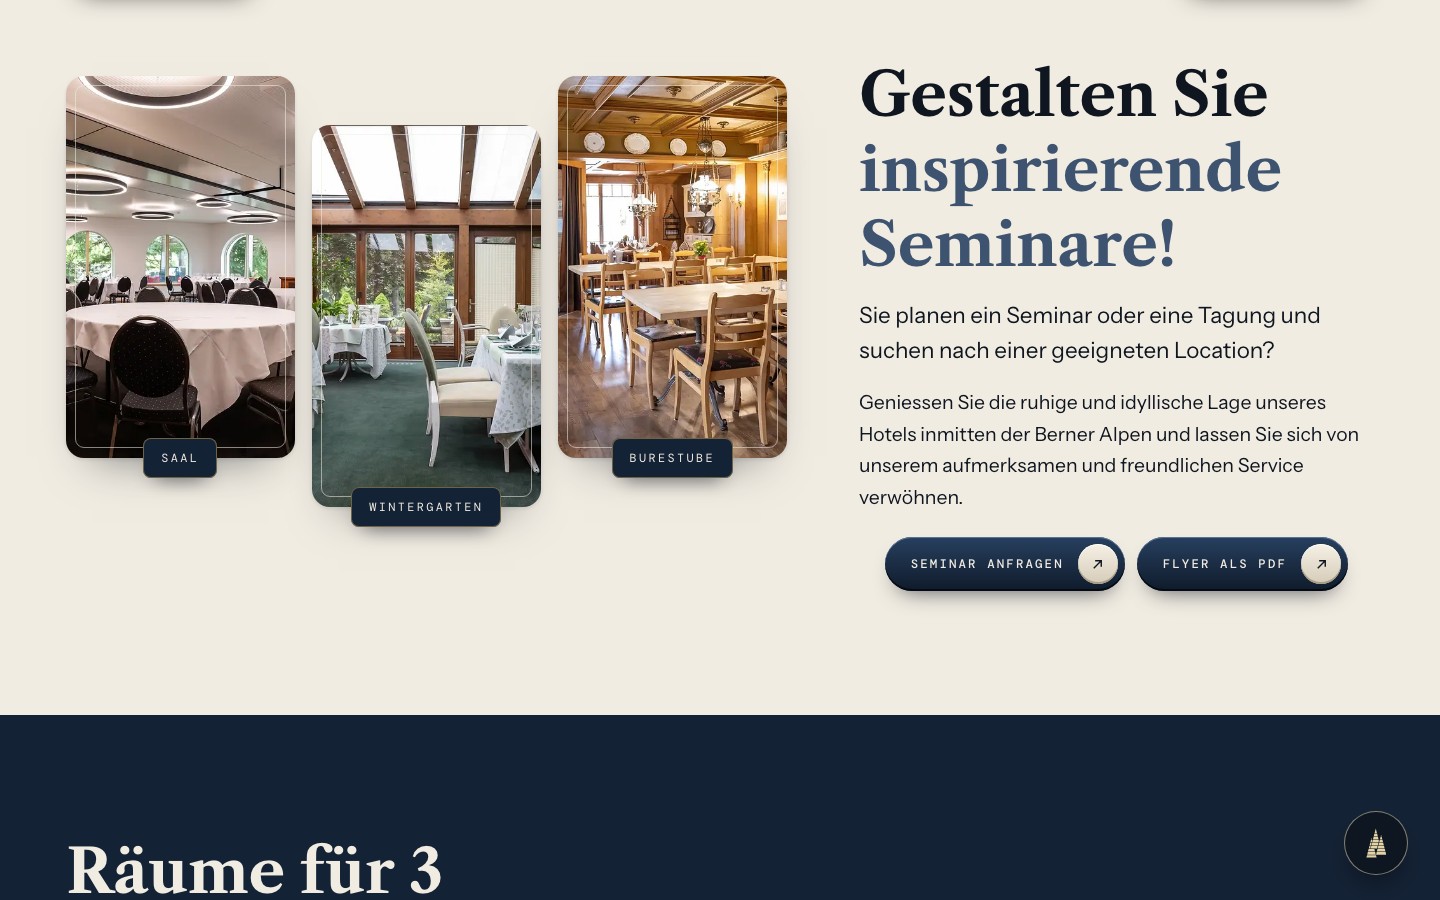 SAAL
WINTERGARTEN
BURESTUBE
Gestalten Sie
inspirierende
Seminare!
Sie planen ein Seminar oder eine Tagung und
suchen nach einer geeigneten Location?
Geniessen Sie die ruhige und idyllische Lage unseres
Hotels inmitten der Berner Alpen und lassen Sie sich von
unserem aufmerksamen und freundlichen Service
verwöhnen.
SEMINAR ANFRAGEN
FLYER ALS PDF
Räume für 3